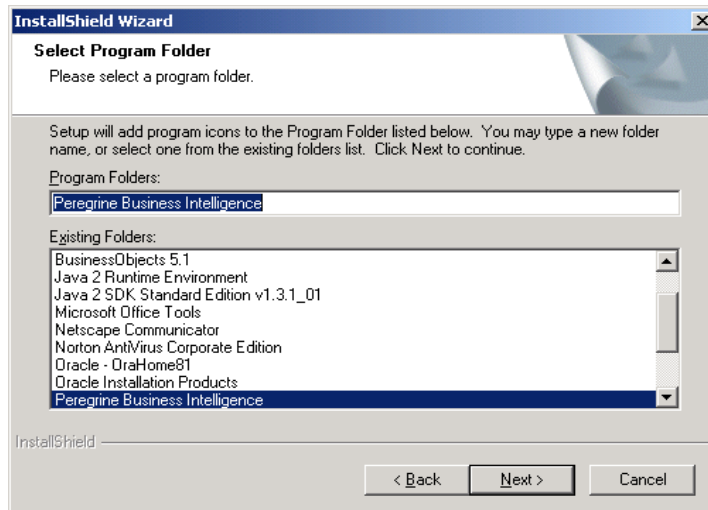 InstallShield Wizard
Select Program Folder
Please select a program folder.
Setup will add program icons to the Program Folder listed below. You may type a new folder
name, or select one from the existing folders list. Click Next to continue.
Program Folders:
Peregrine Business Intelligence
Existing Folders:
BusinessObjects 5.1
Java 2 Runtime Environment
Java 2 SDK Standard Edition v1.3.1_01
Microsoft Office Tools
Netscape Communicator
Norton AntiVirus Corporate Edition
Oracle - OraHome81
Oracle Installation Products
Peregrine Business Intelligence
InstallShield
< Back Next > Cancel